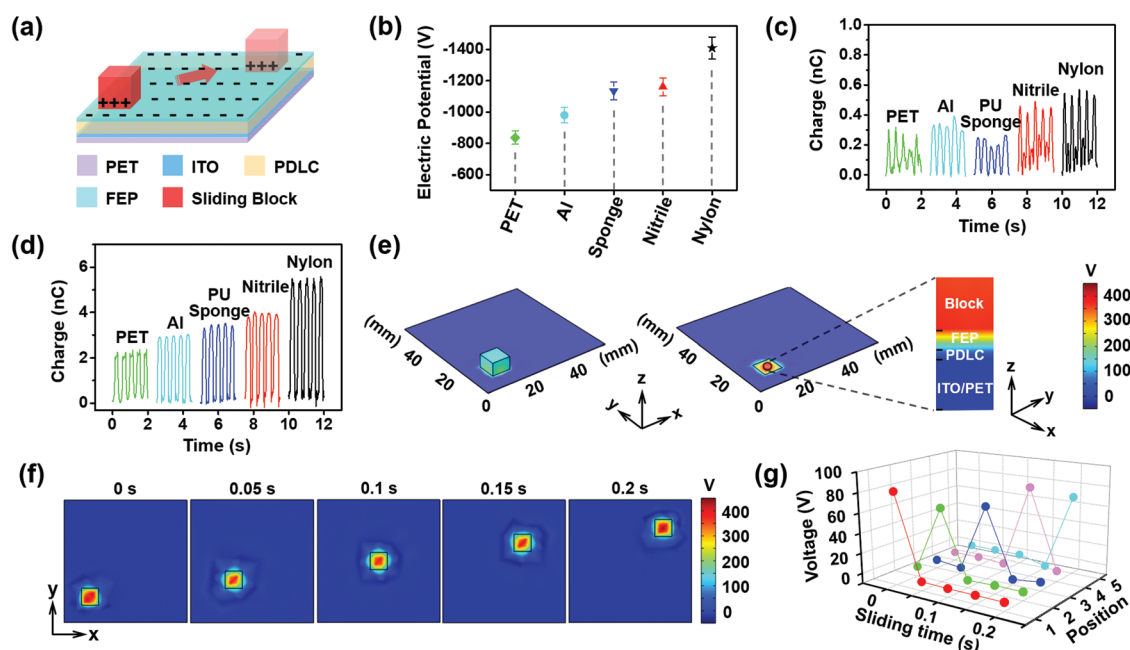 (a)
+++
+++
PET
ITO
PDLC
FEP
Sliding Block
(b)
Electric Potential (V)
-1400
-1200
-1000
-800
-600
PET
Al
Sponge
Nitrile
Nylon
(c)
Charge (nC)
1.0
0.8
0.6
0.4
0.2
0.0
PET
Al
PU
Sponge
Nitrile
Nylon
0 2 4 6 8 10 12
Time (s)
(d)
Charge (nC)
6
4
2
0
PET
Al
PU
Sponge
Nitrile
Nylon
0 2 4 6 8 10 12
Time (s)
(e)
(mm)
40
20
0
20
40
(mm)
z
y
x
(mm)
40
20
0
20
40
(mm)
Block
FEP
PDLC
ITO/PET
z
y
x
V
400
300
200
100
0
(f)
0 s
0.05 s
0.1 s
0.15 s
0.2 s
y
x
V
400
300
200
100
0
(g)
Voltage (V)
100
80
60
40
20
0
0
0.1
0.2
Sliding time (s)
1
2
3
4
5
Position